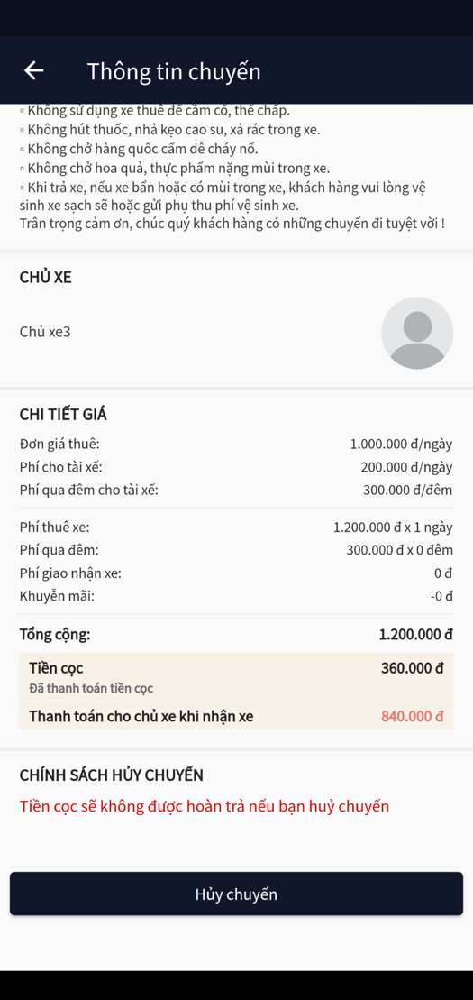 Thông tin chuyến
◦ Không sử dụng xe thuê để cầm cố, thế chấp.
◦ Không hút thuốc, nhả kẹo cao su, xả rác trong xe.
◦ Không chở hàng quốc cấm dễ cháy nổ.
◦ Không chở hoa quả, thực phẩm nặng mùi trong xe.
◦ Khi trả xe, nếu xe bẩn hoặc có mùi trong xe, khách hàng vui lòng vệ
sinh xe sạch sẽ hoặc gửi phụ thu phí vệ sinh xe.
Trân trọng cảm ơn, chúc quý khách hàng có những chuyến đi tuyệt vời !
CHỦ XE
Chủ xe3
CHI TIẾT GIÁ
Đơn giá thuê: 1.000.000 đ/ngày
Phí cho tài xế: 200.000 đ/ngày
Phí qua đêm cho tài xế: 300.000 đ/đêm
Phí thuê xe: 1.200.000 đ x 1 ngày
Phí qua đêm: 300.000 đ x 0 đêm
Phí giao nhận xe: 0 đ
Khuyễn mãi: -0 đ
Tổng cộng: 1.200.000 đ
Tiền cọc 360.000 đ
Đã thanh toán tiền cọc
Thanh toán cho chủ xe khi nhận xe 840.000 đ
CHÍNH SÁCH HỦY CHUYẾN
Tiền cọc sẽ không được hoàn trả nếu bạn huỷ chuyến
Hủy chuyến